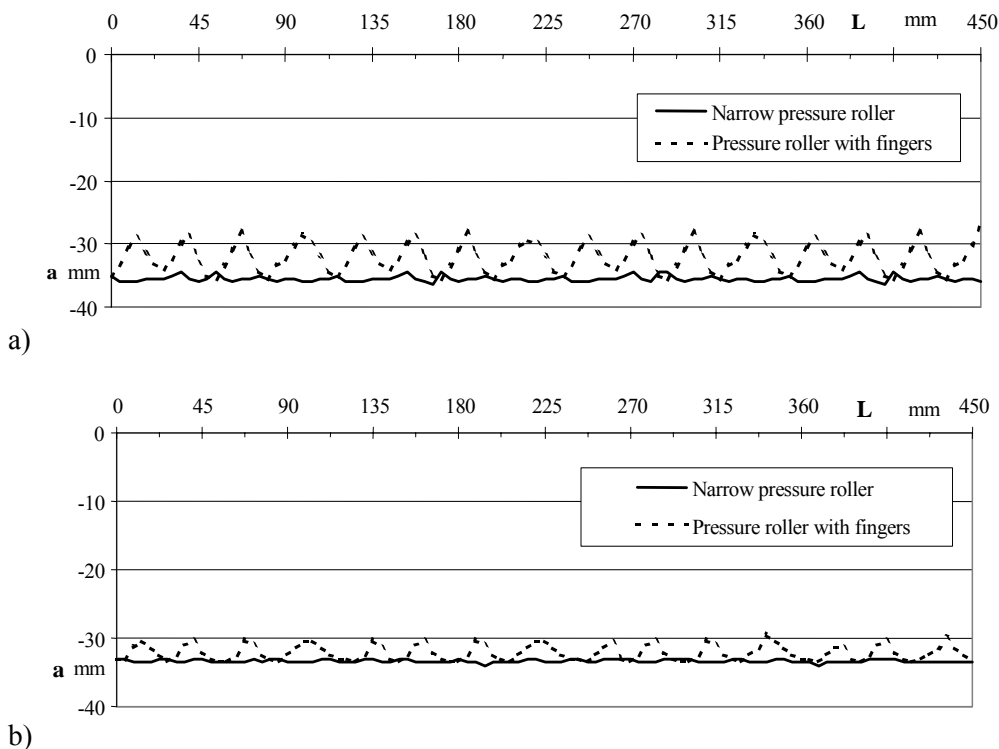 0 45 90 135 180 225 270 315 360 L mm 450
0
-10
-20
-30
a mm
-40
Narrow pressure roller
Pressure roller with fingers
a)
0 45 90 135 180 225 270 315 360 L mm 450
0
-10
-20
-30
a mm
-40
Narrow pressure roller
Pressure roller with fingers
b)